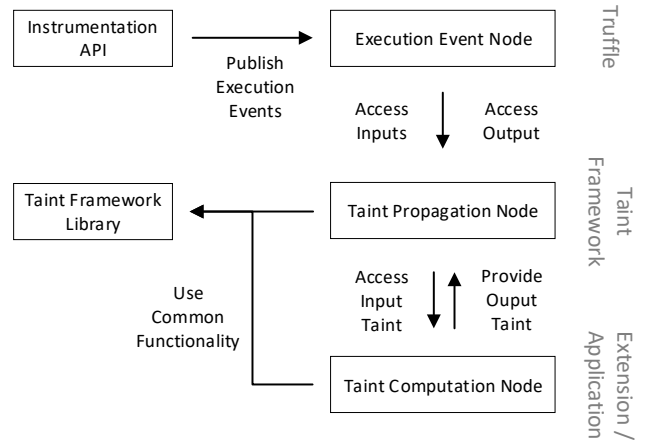 Instrumentation
API
Publish
Execution
Events
Execution Event Node
Truffle
Access
Inputs
Access
Output
Taint Framework
Library
Taint Propagation Node
Taint
Framework
Use
Common
Functionality
Access
Input
Taint
Provide
Ouput
Taint
Taint Computation Node
Extension /
Application